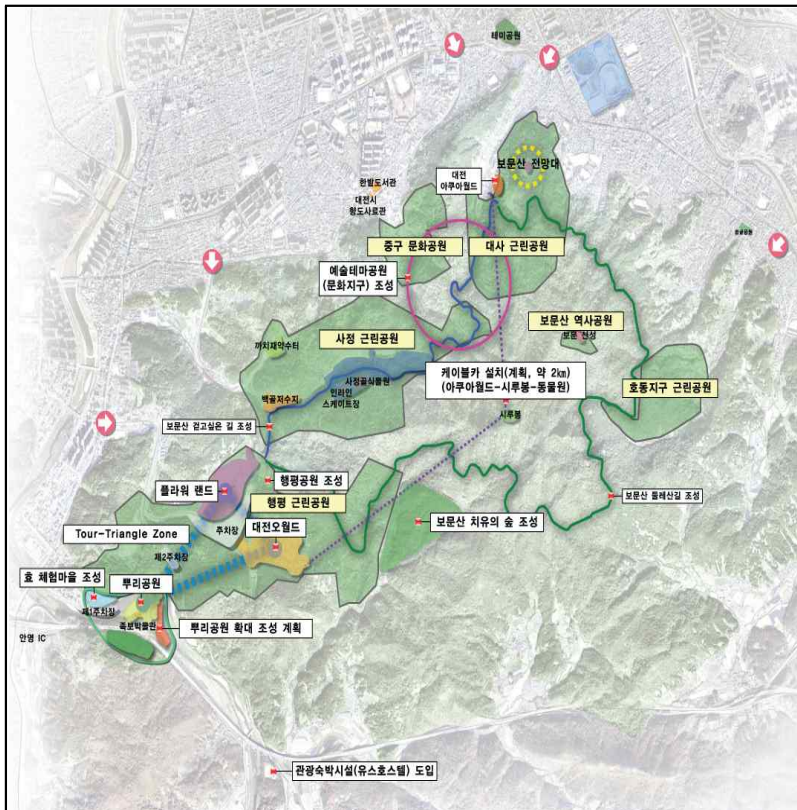 테미공원
보문산 전망대
대전
아쿠아월드
한밭도서관
대전시
향토사료관
중구 문화공원
대사 근린공원
예술테마공원
(문화지구) 조성
보문산 역사공원
보문 산성
까치재약수터
사정 근린공원
사정골식물원
인라인
스케이트장
케이블카 설치(계획, 약 2km)
(아쿠아월드-시루봉-동물원)
호동지구 근린공원
백골저수지
시루봉
보문산 걷고싶은 길 조성
행평공원 조성
플라워 랜드
행평 근린공원
보문산 둘레산길 조성
주차장
대전오월드
보문산 치유의 숲 조성
Tour-Triangle Zone
제2주차장
효 체험마을 조성
뿌리공원
제1주차장
족보박물관
뿌리공원 확대 조성 계획
안영 IC
관광숙박시설(유스호스텔) 도입